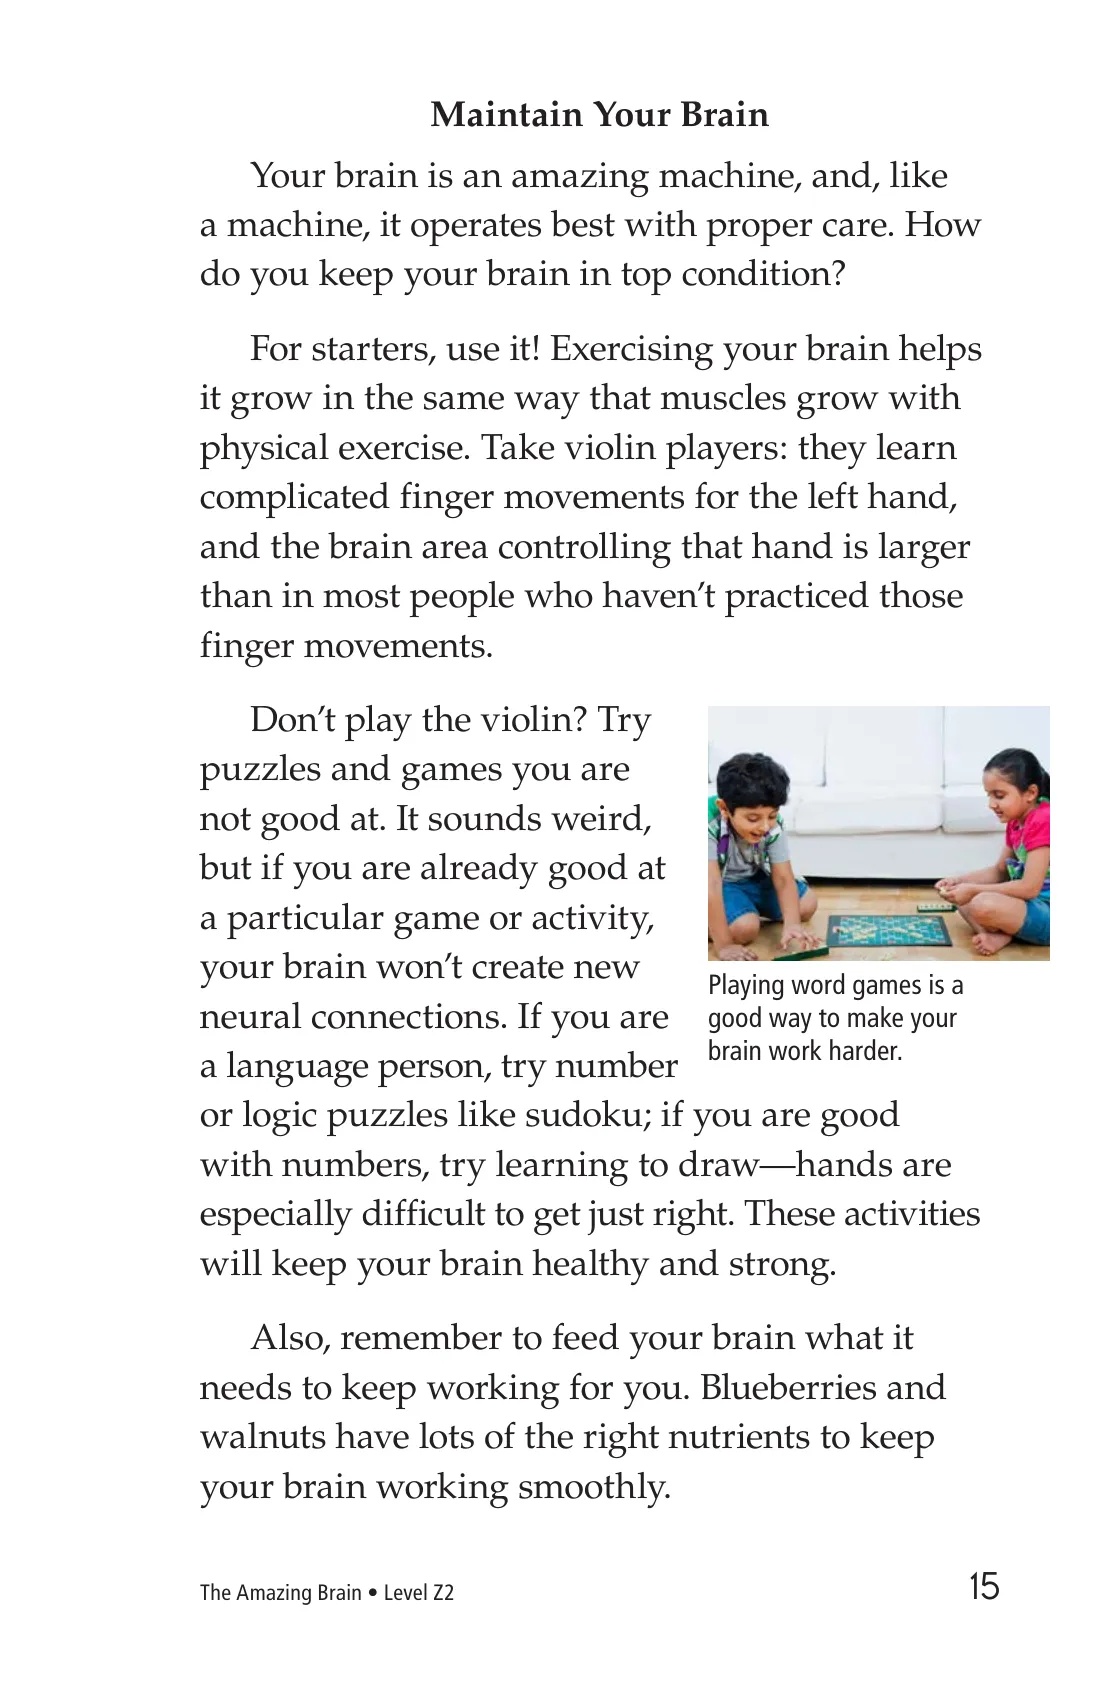 Maintain Your Brain
Your brain is an amazing machine, and, like
a machine, it operates best with proper care. How
do you keep your brain in top condition?
For starters, use it! Exercising your brain helps
it grow in the same way that muscles grow with
physical exercise. Take violin players: they learn
complicated finger movements for the left hand,
and the brain area controlling that hand is larger
than in most people who haven’t practiced those
finger movements.
Don’t play the violin? Try
puzzles and games you are
not good at. It sounds weird,
but if you are already good at
a particular game or activity,
your brain won’t create new
neural connections. If you are
a language person, try number
or logic puzzles like sudoku; if you are good
with numbers, try learning to draw—hands are
especially difficult to get just right. These activities
will keep your brain healthy and strong.
Playing word games is a
good way to make your
brain work harder.
Also, remember to feed your brain what it
needs to keep working for you. Blueberries and
walnuts have lots of the right nutrients to keep
your brain working smoothly.
The Amazing Brain • Level Z2
15